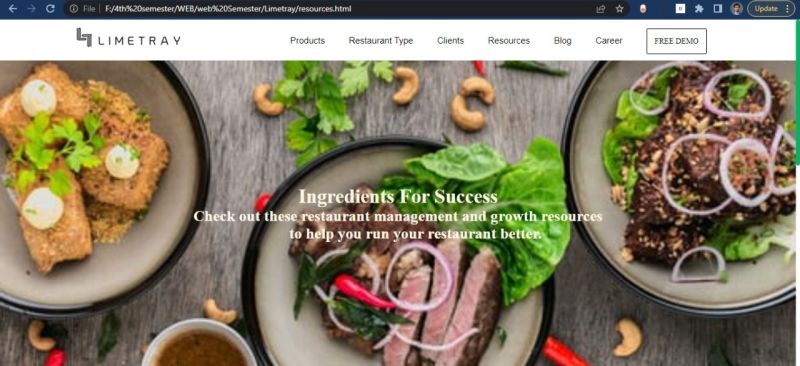 File F:/4th%20semester/WEB/web%20Semester/Limetray/resources.html
Update
LIMETRAY
Products Restaurant Type Clients Resources Blog Career FREE DEMO
Ingredients For Success
Check out these restaurant management and growth resources
to help you run your restaurant better.